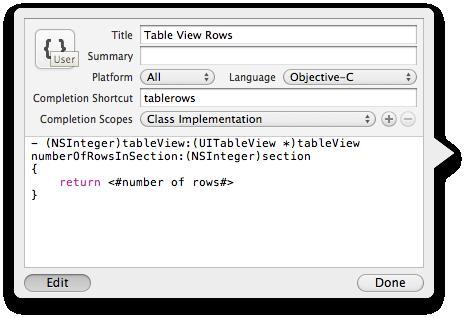 Title Table View Rows
{ } User
Summary
Platform All Language Objective-C
Completion Shortcut tablerows
Completion Scopes Class Implementation
- (NSInteger)tableView:(UITableView *)tableView
numberOfRowsInSection:(NSInteger)section
{
    return <#number of rows#>
}
Edit Done